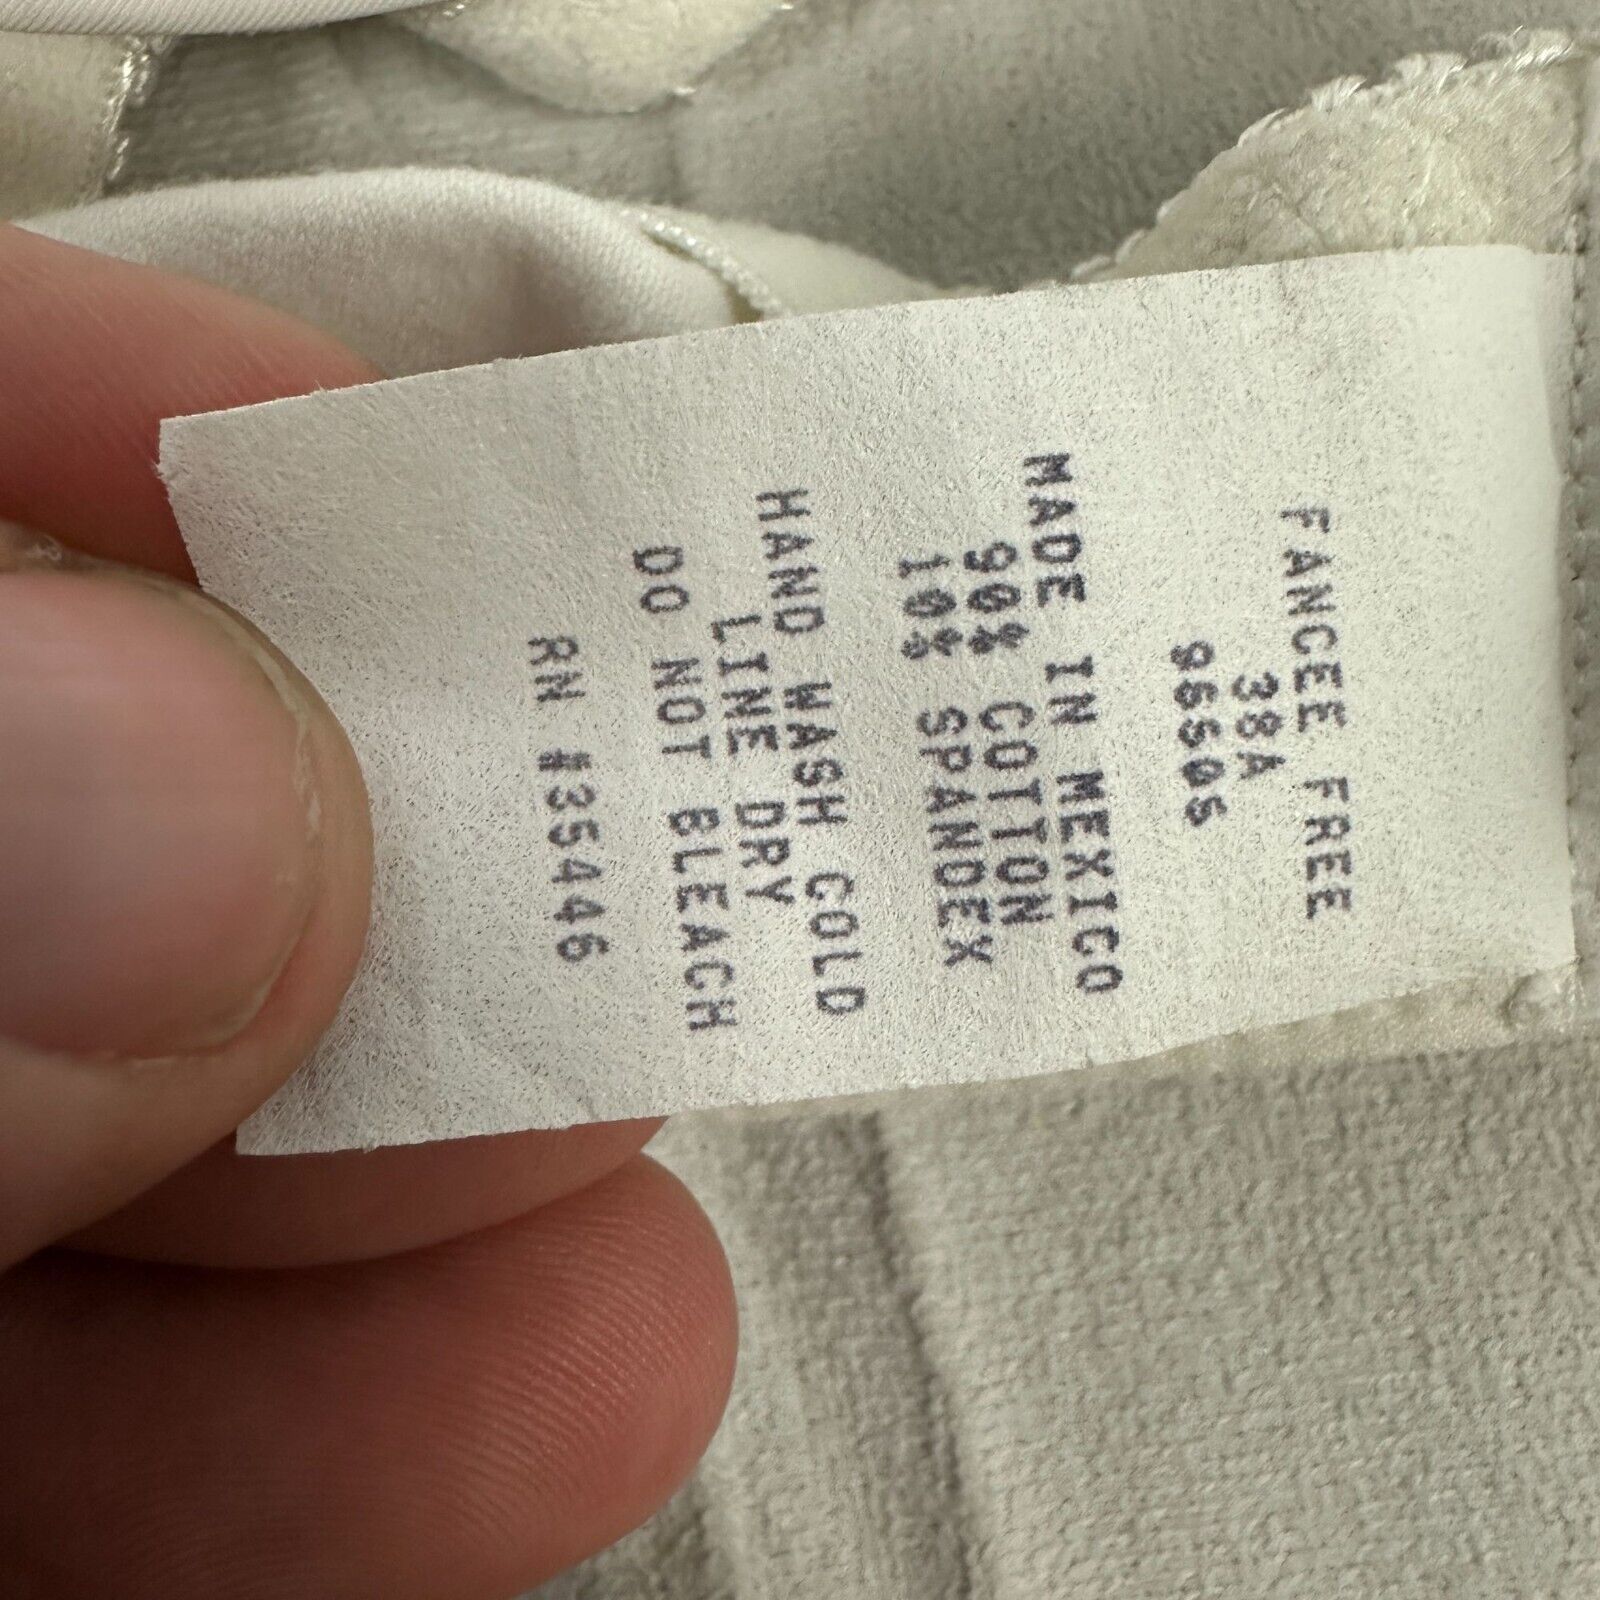 FANCEE FREE
38A
9650S
MADE IN MEXICO
90% COTTON
10% SPANDEX
HAND WASH COLD
LINE DRY
DO NOT BLEACH
RN #35446